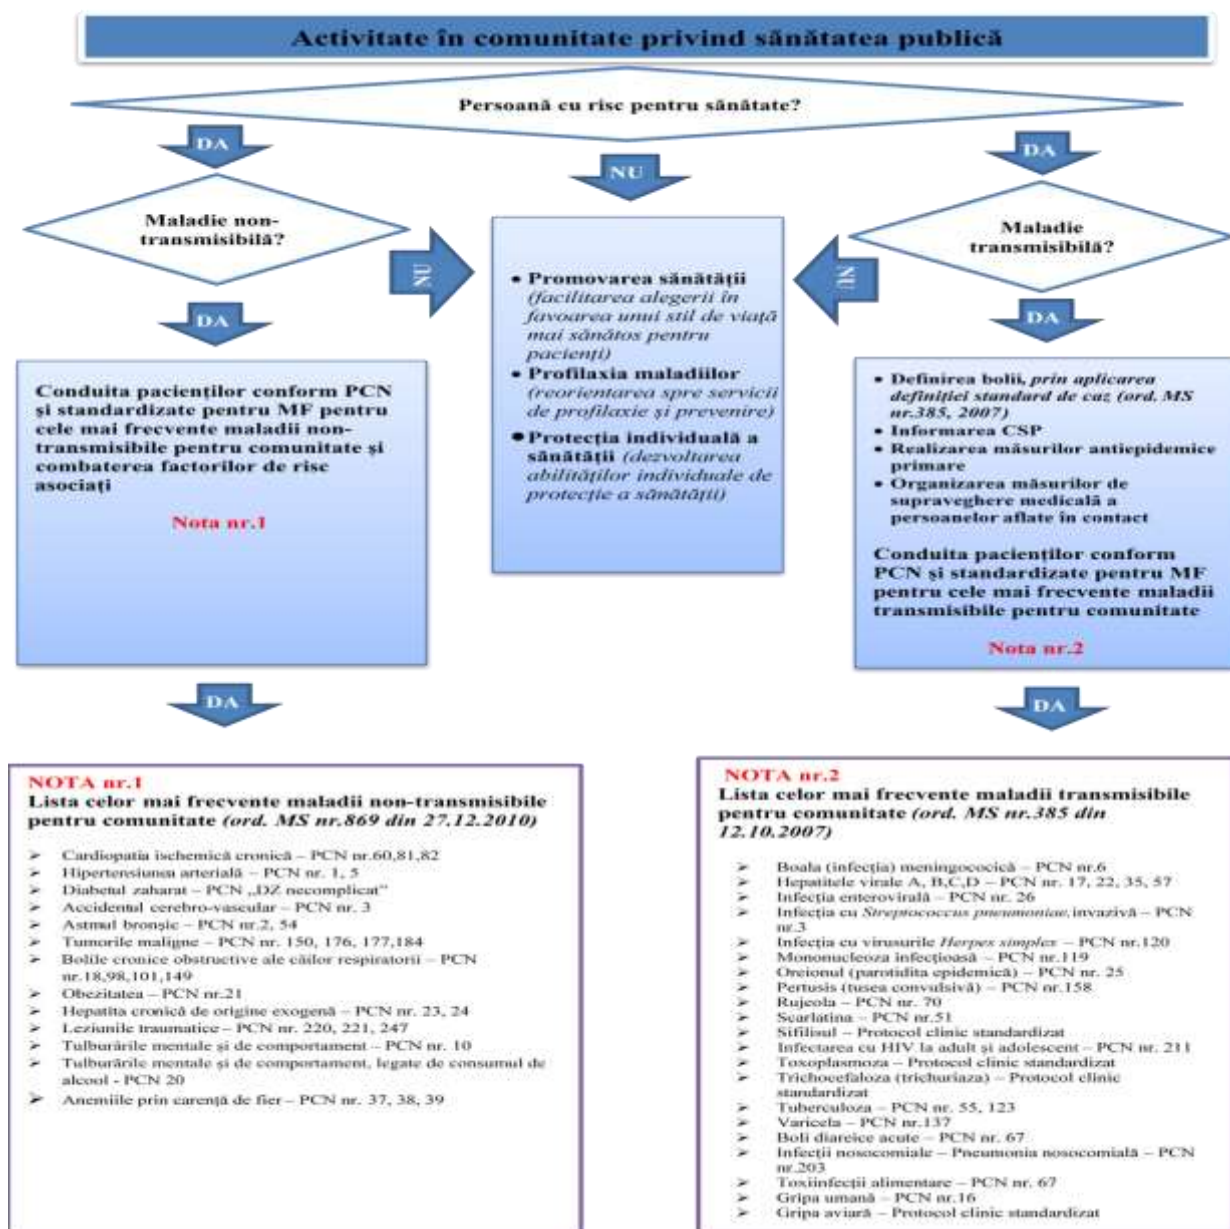 Activitate în comunitate privind sănătatea publică
Persoană cu risc pentru sănătate?
DA
NU
DA
Maladie non-
transmisibilă?
NU
Maladie
transmisibilă?
NU
DA
DA
• Promovarea sănătății
(facilitarea alegerii în
favoarea unui stil de viață
mai sănătos pentru
pacienți)
• Profilaxia maladiilor
(reorientarea spre servicii
de profilaxie și prevenire)
• Protecția individuală a
sănătății (dezvoltarea
abilităților individuale de
protecție a sănătății)
Conduita pacienților conform PCN
și standardizate pentru MF pentru
cele mai frecvente maladii non-
transmisibile pentru comunitate și
combaterea factorilor de risc
asociați
Nota nr.1
• Definirea bolii, prin aplicarea
definiției standard de caz (ord. MS
nr.385, 2007)
• Informarea CSP
• Realizarea măsurilor antiepidemice
primare
• Organizarea măsurilor de
supraveghere medicală a
persoanelor aflate în contact
Conduita pacienților conform
PCN și standardizate pentru MF
pentru cele mai frecvente maladii
transmisibile pentru comunitate
Nota nr.2
DA
DA
NOTA nr.1
Lista celor mai frecvente maladii non-transmisibile
pentru comunitate (ord. MS nr.869 din 27.12.2010)
➢ Cardiopatia ischemică cronică – PCN nr.60,81,82
➢ Hipertensiunea arterială – PCN nr. 1, 5
➢ Diabetul zaharat – PCN „DZ necomplicat”
➢ Accidentul cerebro-vascular – PCN nr. 3
➢ Astmul bronșic – PCN nr.2, 54
➢ Tumorile maligne – PCN nr. 150, 176, 177,184
➢ Bolile cronice obstructive ale căilor respiratorii – PCN
nr.18,98,101,149
➢ Obezitatea – PCN nr.21
➢ Hepatita cronică de origine exogenă – PCN nr. 23, 24
➢ Leziunile traumatice – PCN nr. 220, 221, 247
➢ Tulburările mentale și de comportament – PCN nr. 10
➢ Tulburările mentale și de comportament, legate de consumul de
alcool - PCN 20
➢ Anemiile prin carență de fier – PCN nr. 37, 38, 39
NOTA nr.2
Lista celor mai frecvente maladii transmisibile
pentru comunitate (ord. MS nr.385 din
12.10.2007)
➢ Boala (infecția) meningococică – PCN nr.6
➢ Hepatitele virale A, B,C,D – PCN nr. 17, 22, 35, 57
➢ Infecția enterovirală – PCN nr. 26
➢ Infecția cu Streptococcus pneumoniae,invazivă – PCN
nr.3
➢ Infecția cu virusurile Herpes simplex – PCN nr.120
➢ Mononucleoza infecțioasă – PCN nr.119
➢ Oreionul (parotidita epidemică) – PCN nr. 25
➢ Pertusis (tusea convulsivă) – PCN nr.158
➢ Rujeola – PCN nr. 70
➢ Scarlatina – PCN nr.51
➢ Sifilisul – Protocol clinic standardizat
➢ Infectarea cu HIV la adult și adolescent – PCN nr. 211
➢ Toxoplasmoza – Protocol clinic standardizat
➢ Trichocefaloza (trichuriaza) – Protocol clinic
standardizat
➢ Tuberculoza – PCN nr. 55, 123
➢ Varicela – PCN nr.137
➢ Boli diareice acute – PCN nr. 67
➢ Infecții nosocomiale – Pneumonia nosocomială – PCN
nr.203
➢ Toxiinfecții alimentare – PCN nr. 67
➢ Gripa umană – PCN nr.16
➢ Gripa aviară – Protocol clinic standardizat